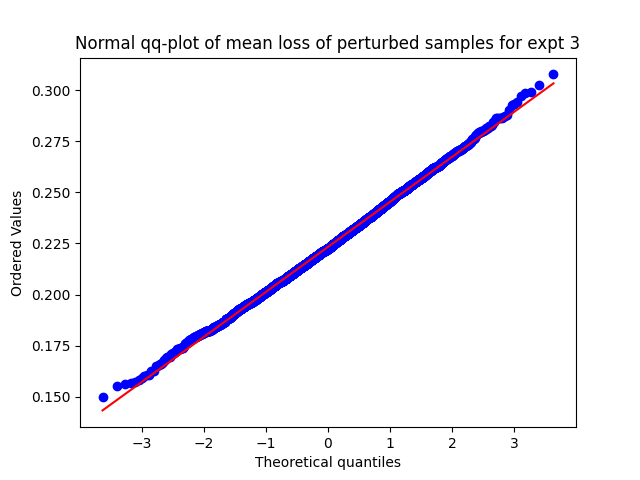 Normal qq-plot of mean loss of perturbed samples for expt 3
0.300
0.275
0.250
0.225
0.200
0.175
0.150
Ordered Values
−3 −2 −1 0 1 2 3
Theoretical quantiles